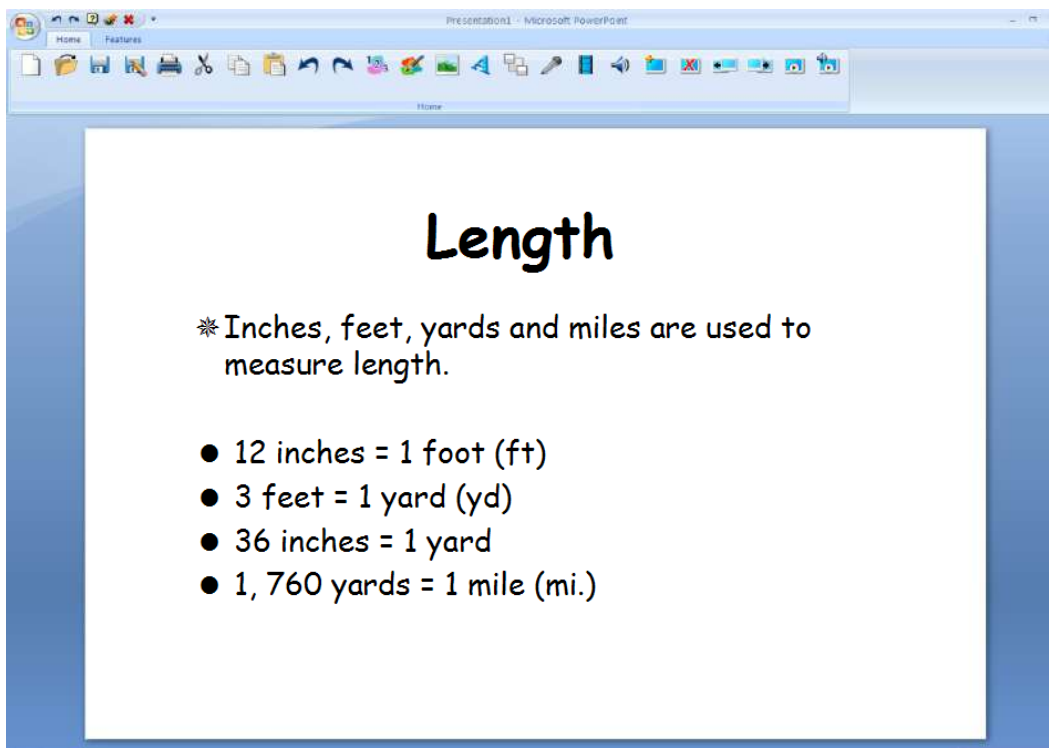 Presentation1 - Microsoft PowerPoint
Home Features
Home
Length
Inches, feet, yards and miles are used to
measure length.
12 inches = 1 foot (ft)
3 feet = 1 yard (yd)
36 inches = 1 yard
1, 760 yards = 1 mile (mi.)